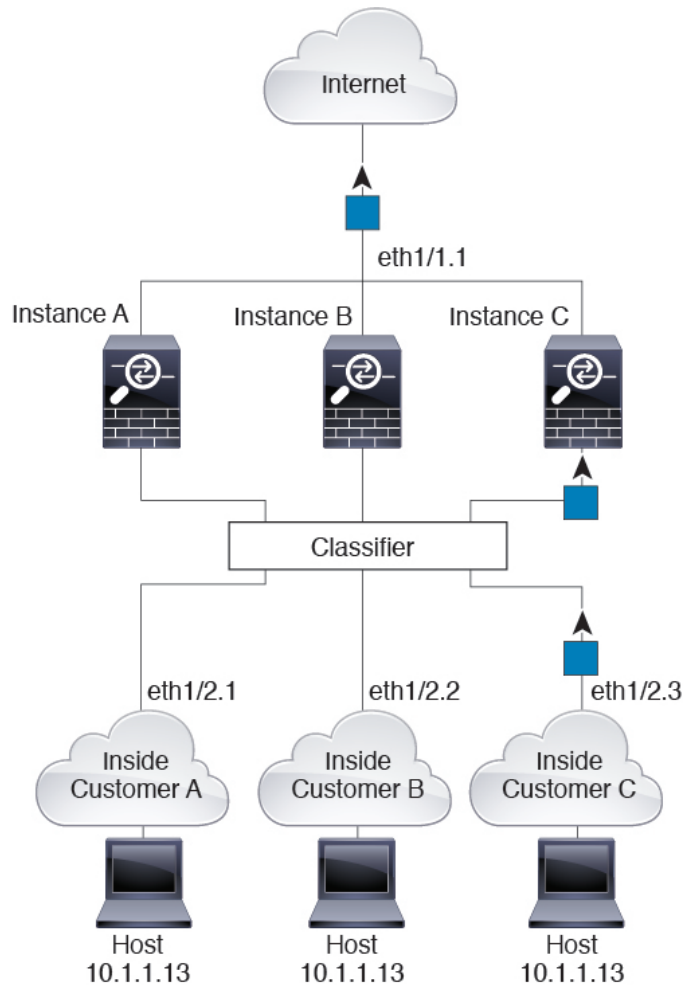 Internet
eth1/1.1
Instance A
Instance B
Instance C
Classifier
eth1/2.1
eth1/2.2
eth1/2.3
Inside
Customer A
Inside
Customer B
Inside
Customer C
Host
10.1.1.13
Host
10.1.1.13
Host
10.1.1.13